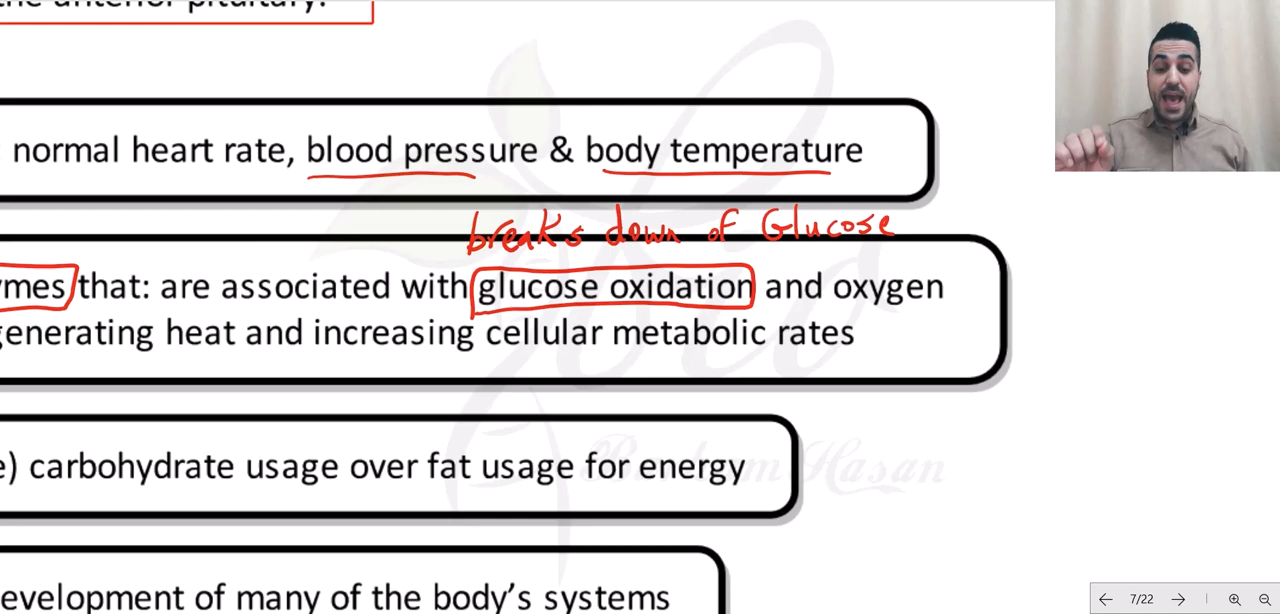 the anterior pituitary.
normal heart rate, blood pressure & body temperature
breaks down of Glucose
mes that: are associated with glucose oxidation and oxygen
generating heat and increasing cellular metabolic rates
e) carbohydrate usage over fat usage for energy
Hasan
evelopment of many of the body's systems
7/22